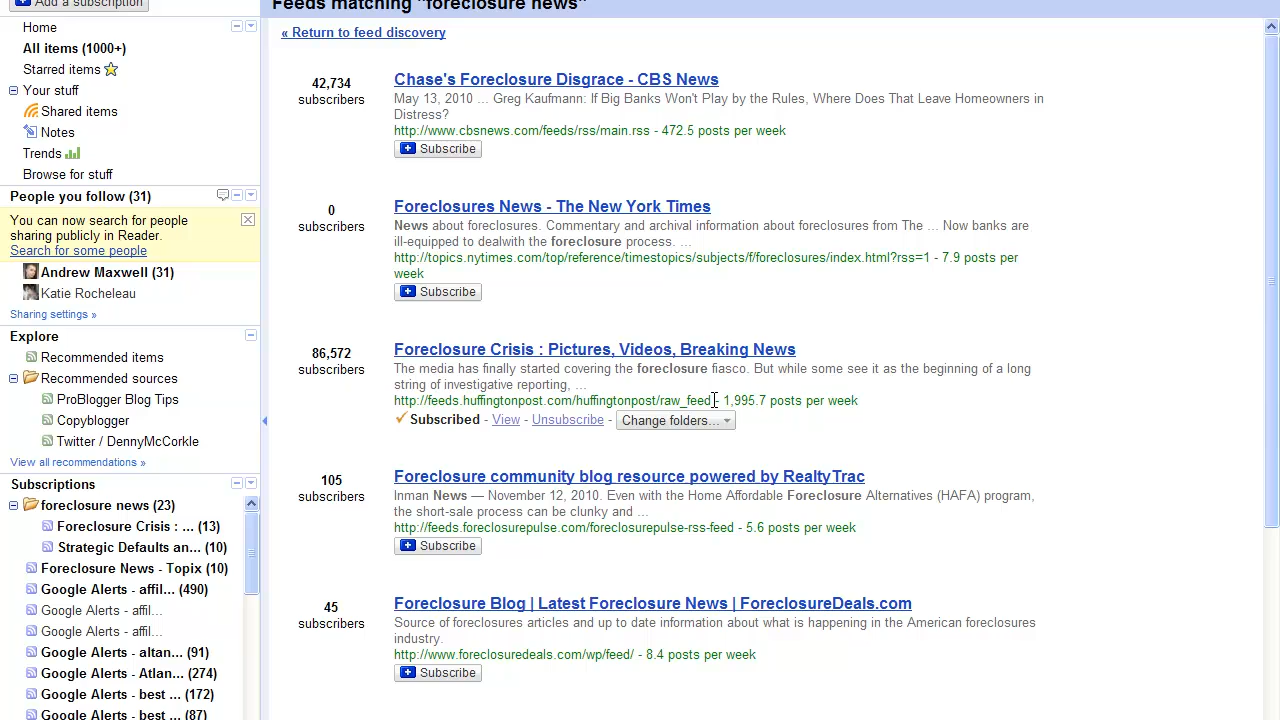 Add a subscription
Home
All items (1000+)
Starred items
Your stuff
Shared items
Notes
Trends
Browse for stuff
People you follow (31)
You can now search for people
sharing publicly in Reader.
Search for some people
Andrew Maxwell (31)
Katie Rocheleau
Sharing settings »
Explore
Recommended items
Recommended sources
ProBlogger Blog Tips
Copyblogger
Twitter / DennyMcCorkle
View all recommendations »
Subscriptions
foreclosure news (23)
Foreclosure Crisis : ... (13)
Strategic Defaults an... (10)
Foreclosure News - Topix (10)
Google Alerts - affil... (490)
Google Alerts - affil...
Google Alerts - affil...
Google Alerts - altan... (91)
Google Alerts - Atlan... (274)
Google Alerts - best ... (172)
Google Alerts - best ... (87)
Feeds matching "foreclosure news"
« Return to feed discovery
42,734
subscribers
Chase's Foreclosure Disgrace - CBS News
May 13, 2010 ... Greg Kaufmann: If Big Banks Won't Play by the Rules, Where Does That Leave Homeowners in
Distress?
http://www.cbsnews.com/feeds/rss/main.rss - 472.5 posts per week
Subscribe
0
subscribers
Foreclosures News - The New York Times
News about foreclosures. Commentary and archival information about foreclosures from The ... Now banks are
ill-equipped to dealwith the foreclosure process. ...
http://topics.nytimes.com/top/reference/timestopics/subjects/f/foreclosures/index.html?rss=1 - 7.9 posts per
week
Subscribe
86,572
subscribers
Foreclosure Crisis : Pictures, Videos, Breaking News
The media has finally started covering the foreclosure fiasco. But while some see it as the beginning of a long
string of investigative reporting, ...
http://feeds.huffingtonpost.com/huffingtonpost/raw_feed - 1,995.7 posts per week
Subscribed - View - Unsubscribe - Change folders...
105
subscribers
Foreclosure community blog resource powered by RealtyTrac
Inman News — November 12, 2010. Even with the Home Affordable Foreclosure Alternatives (HAFA) program,
the short-sale process can be clunky and ...
http://feeds.foreclosurepulse.com/foreclosurepulse-rss-feed - 5.6 posts per week
Subscribe
45
subscribers
Foreclosure Blog | Latest Foreclosure News | ForeclosureDeals.com
Source of foreclosures articles and up to date information about what is happening in the American foreclosures
industry.
http://www.foreclosuredeals.com/wp/feed/ - 8.4 posts per week
Subscribe